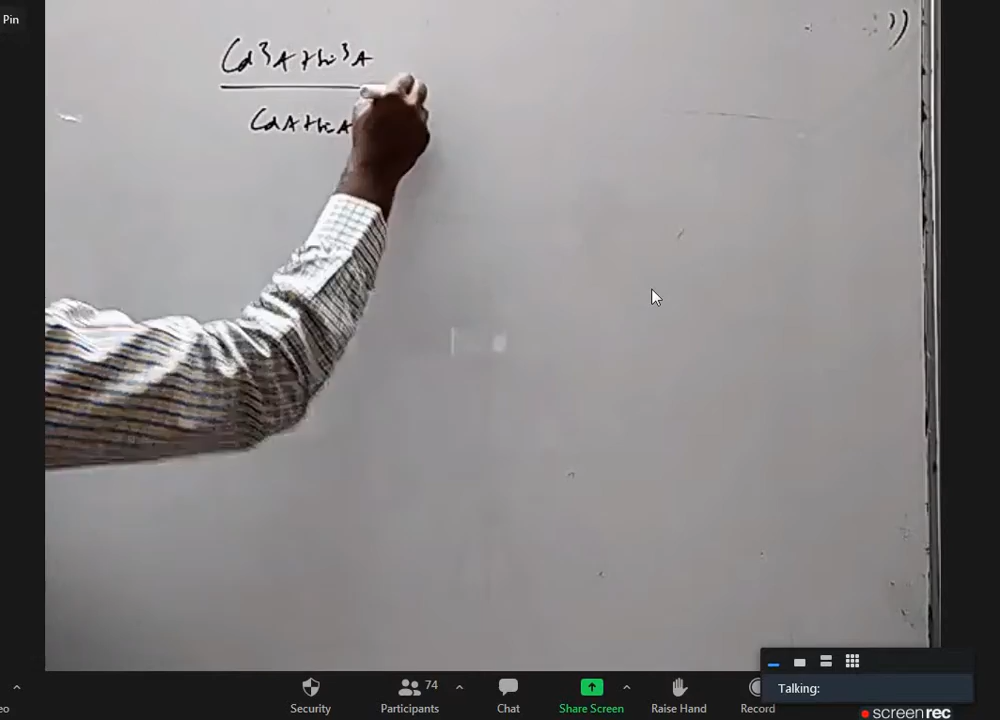 Pin
Cos³A+Sin³A
CosA+SinA
74
Security
Participants
Chat
Share Screen
Raise Hand
Record
Talking:
screenrec